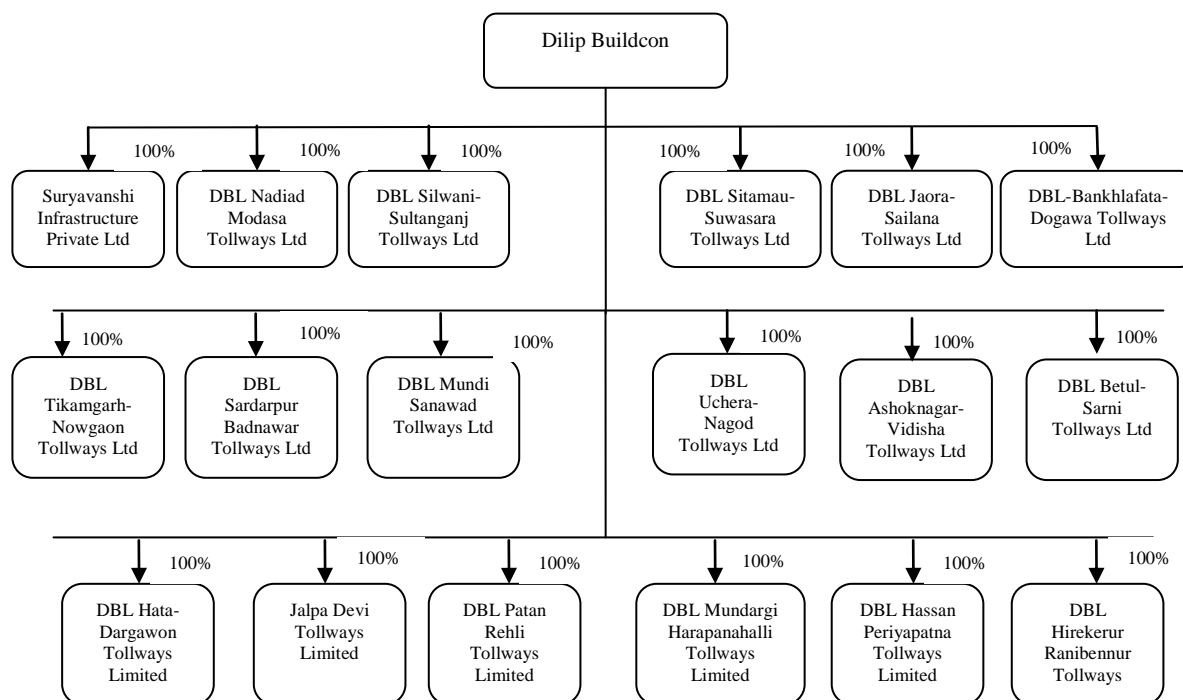 Dilip Buildcon
100%
100%
100%
100%
100%
100%
Suryavanshi
Infrastructure
Private Ltd
DBL Nadiad
Modasa
Tollways Ltd
DBL Silwani-
Sultanganj
Tollways Ltd
DBL Sitamau-
Suwasara
Tollways Ltd
DBL Jaora-
Sailana
Tollways Ltd
DBL-Bankhlafata-
Dogawa Tollways
Ltd
100%
100%
100%
100%
100%
100%
DBL
Tikamgarh-
Nowgaon
Tollways Ltd
DBL
Sardarpur
Badnawar
Tollways Ltd
DBL Mundi
Sanawad
Tollways Ltd
DBL
Uchera-
Nagod
Tollways Ltd
DBL
Ashoknagar-
Vidisha
Tollways Ltd
DBL Betul-
Sarni
Tollways Ltd
100%
100%
100%
100%
100%
100%
DBL Hata-
Dargawon
Tollways
Limited
Jalpa Devi
Tollways
Limited
DBL Patan
Rehli
Tollways
Limited
DBL Mundargi
Harapanahalli
Tollways
Limited
DBL Hassan
Periyapatna
Tollways
Limited
DBL
Hirekerur
Ranibennur
Tollways